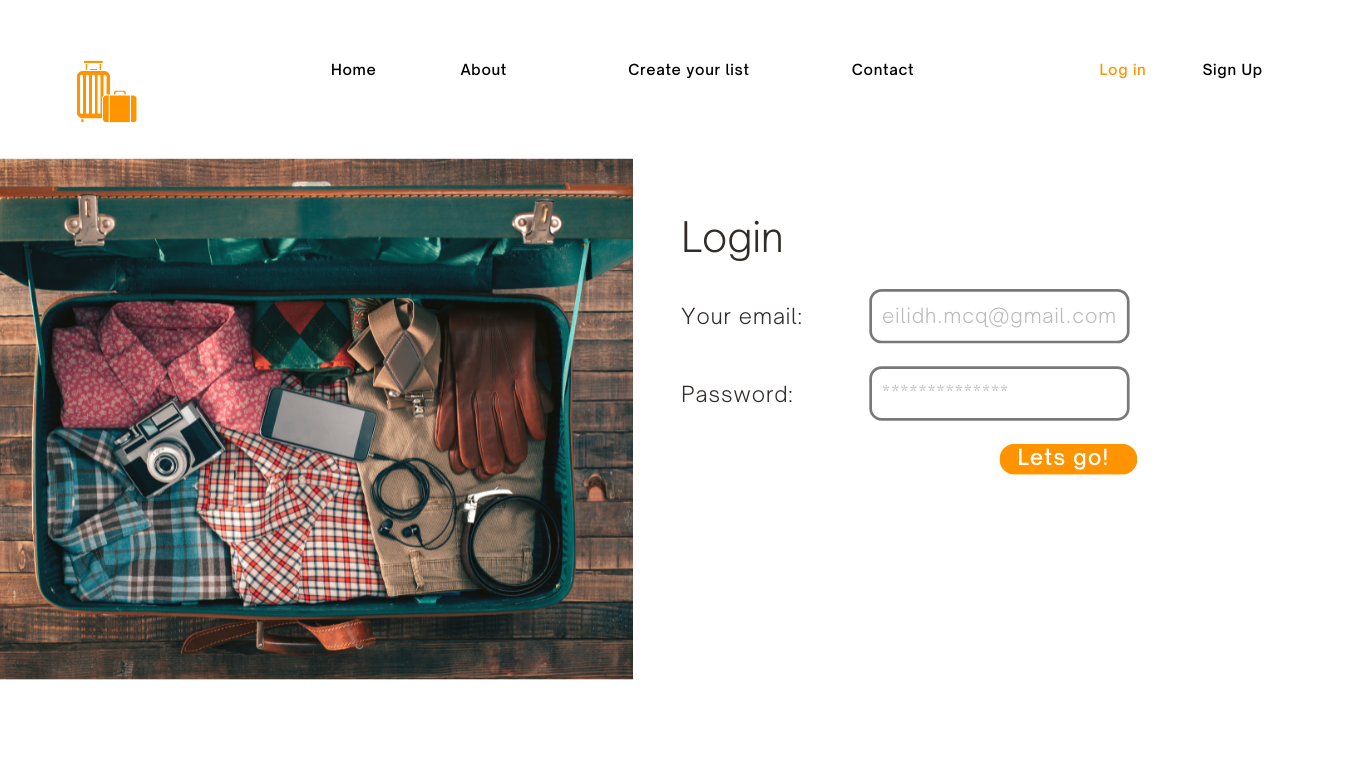 Home About Create your list Contact Log in Sign Up
Login
Your email: eilidh.mcq@gmail.com
Password: **************
Lets go!